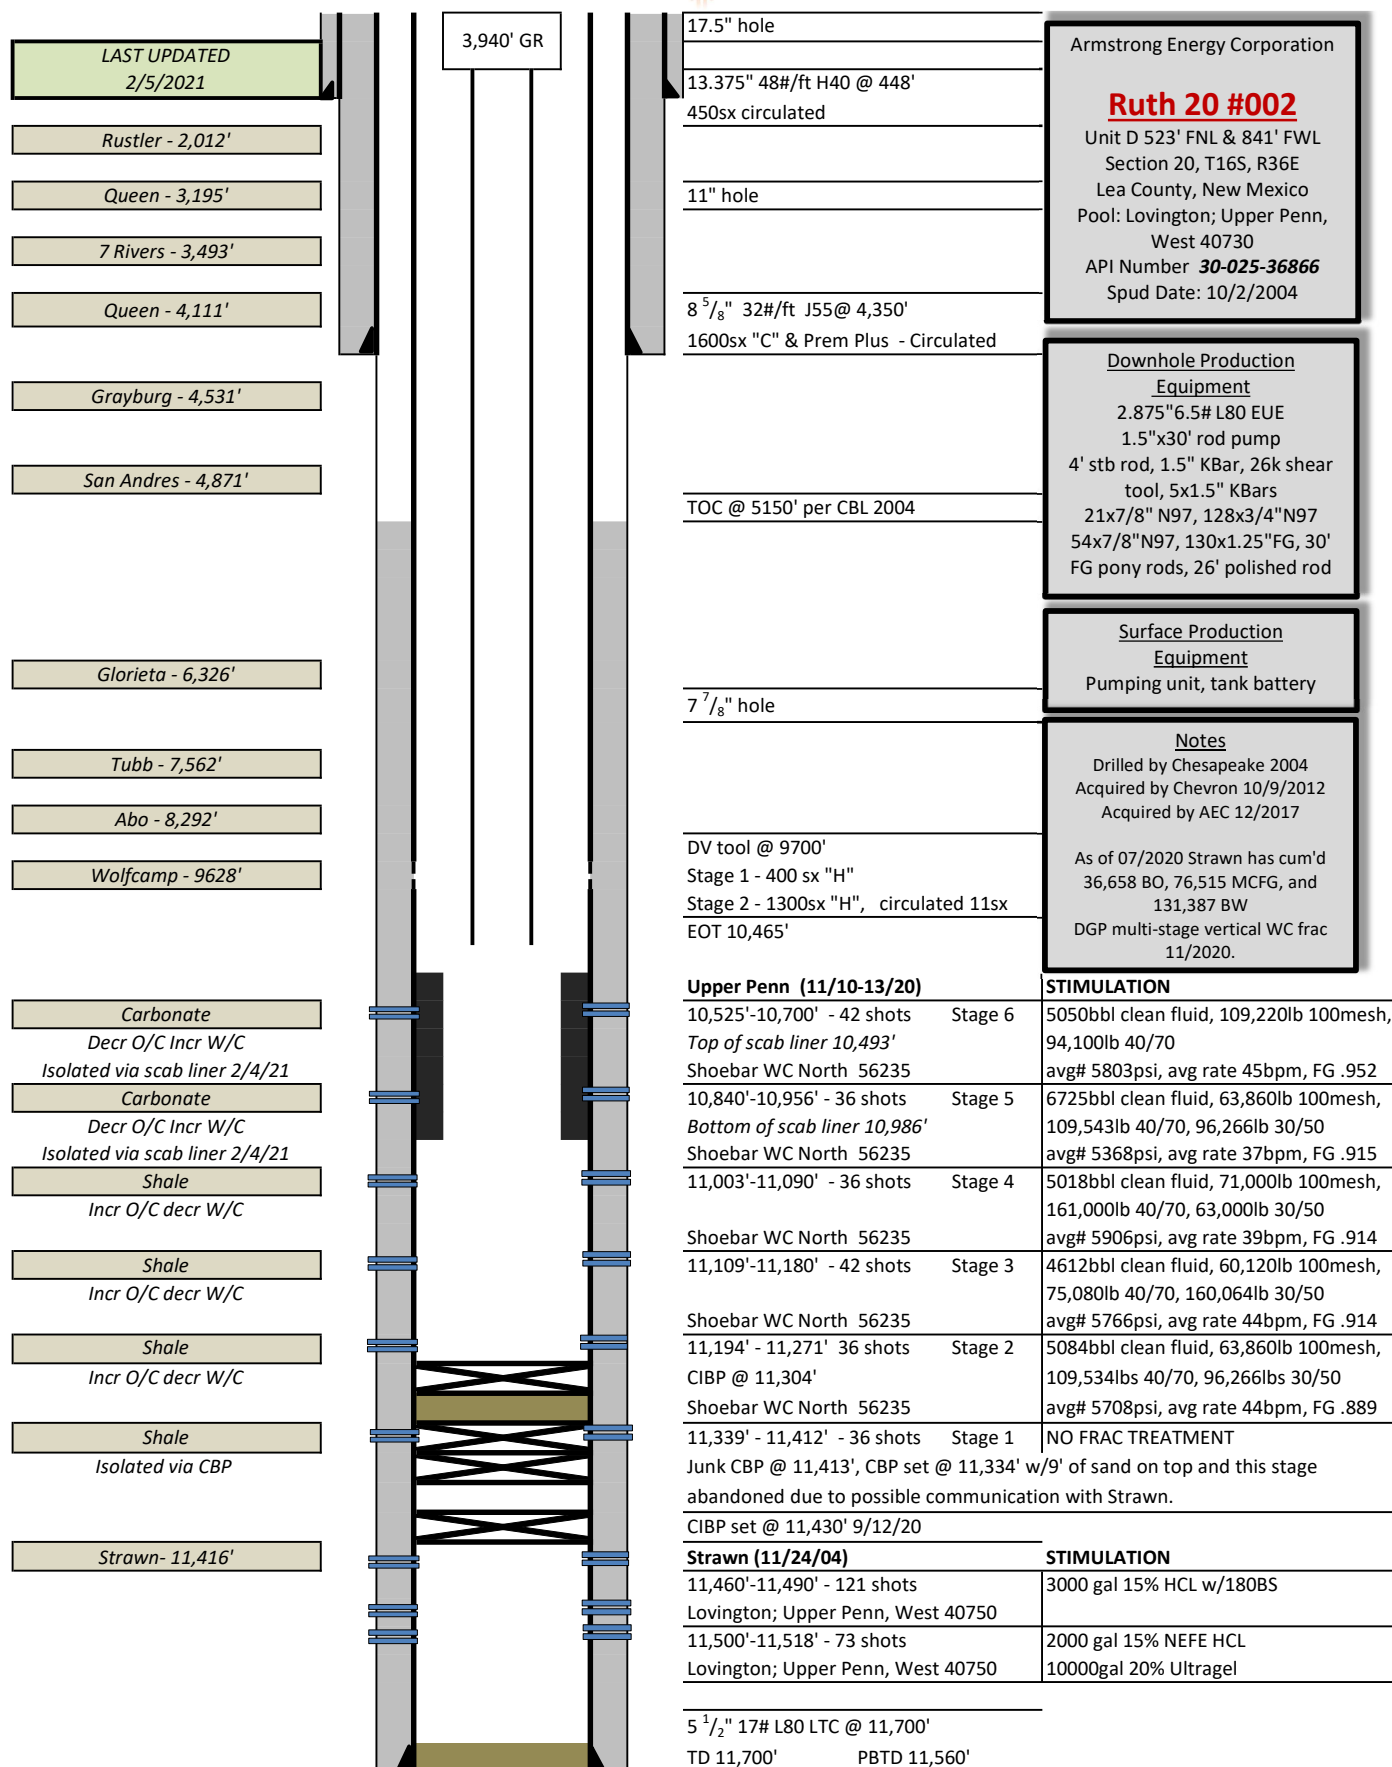 3,940' GR
LAST UPDATED
2/5/2021
Rustler - 2,012'
Queen - 3,195'
7 Rivers - 3,493'
Queen - 4,111'
Grayburg - 4,531'
San Andres - 4,871'
Glorieta - 6,326'
Tubb - 7,562'
Abo - 8,292'
Wolfcamp - 9628'
Carbonate
Decr O/C Incr W/C
Isolated via scab liner 2/4/21
Carbonate
Decr O/C Incr W/C
Isolated via scab liner 2/4/21
Shale
Incr O/C decr W/C
Shale
Incr O/C decr W/C
Shale
Incr O/C decr W/C
Shale
Isolated via CBP
Strawn- 11,416'
17.5" hole
13.375" 48#/ft H40 @ 448'
450sx circulated
11" hole
8 5/8" 32#/ft J55@ 4,350'
1600sx "C" & Prem Plus - Circulated
TOC @ 5150' per CBL 2004
7 7/8" hole
DV tool @ 9700'
Stage 1 - 400 sx "H"
Stage 2 - 1300sx "H", circulated 11sx
EOT 10,465'
Armstrong Energy Corporation
Ruth 20 #002
Unit D 523' FNL & 841' FWL
Section 20, T16S, R36E
Lea County, New Mexico
Pool: Lovington; Upper Penn,
West 40730
API Number 30-025-36866
Spud Date: 10/2/2004
Downhole Production
Equipment
2.875"6.5# L80 EUE
1.5"x30' rod pump
4' stb rod, 1.5" KBar, 26k shear
tool, 5x1.5" KBars
21x7/8" N97, 128x3/4"N97
54x7/8"N97, 130x1.25"FG, 30'
FG pony rods, 26' polished rod
Surface Production
Equipment
Pumping unit, tank battery
Notes
Drilled by Chesapeake 2004
Acquired by Chevron 10/9/2012
Acquired by AEC 12/2017
As of 07/2020 Strawn has cum'd
36,658 BO, 76,515 MCFG, and
131,387 BW
DGP multi-stage vertical WC frac
11/2020.
Upper Penn (11/10-13/20) STIMULATION
10,525'-10,700' - 42 shots Stage 6 5050bbl clean fluid, 109,220lb 100mesh,
Top of scab liner 10,493' 94,100lb 40/70
Shoebar WC North 56235 avg# 5803psi, avg rate 45bpm, FG .952
10,840'-10,956' - 36 shots Stage 5 6725bbl clean fluid, 63,860lb 100mesh,
Bottom of scab liner 10,986' 109,543lb 40/70, 96,266lb 30/50
Shoebar WC North 56235 avg# 5368psi, avg rate 37bpm, FG .915
11,003'-11,090' - 36 shots Stage 4 5018bbl clean fluid, 71,000lb 100mesh,
161,000lb 40/70, 63,000lb 30/50
Shoebar WC North 56235 avg# 5906psi, avg rate 39bpm, FG .914
11,109'-11,180' - 42 shots Stage 3 4612bbl clean fluid, 60,120lb 100mesh,
75,080lb 40/70, 160,064lb 30/50
Shoebar WC North 56235 avg# 5766psi, avg rate 44bpm, FG .914
11,194' - 11,271' 36 shots Stage 2 5084bbl clean fluid, 63,860lb 100mesh,
CIBP @ 11,304' 109,534lbs 40/70, 96,266lbs 30/50
Shoebar WC North 56235 avg# 5708psi, avg rate 44bpm, FG .889
11,339' - 11,412' - 36 shots Stage 1 NO FRAC TREATMENT
Junk CBP @ 11,413', CBP set @ 11,334' w/9' of sand on top and this stage
abandoned due to possible communication with Strawn.
CIBP set @ 11,430' 9/12/20
Strawn (11/24/04) STIMULATION
11,460'-11,490' - 121 shots 3000 gal 15% HCL w/180BS
Lovington; Upper Penn, West 40750
11,500'-11,518' - 73 shots 2000 gal 15% NEFE HCL
Lovington; Upper Penn, West 40750 10000gal 20% Ultragel
5 1/2" 17# L80 LTC @ 11,700'
TD 11,700' PBTD 11,560'